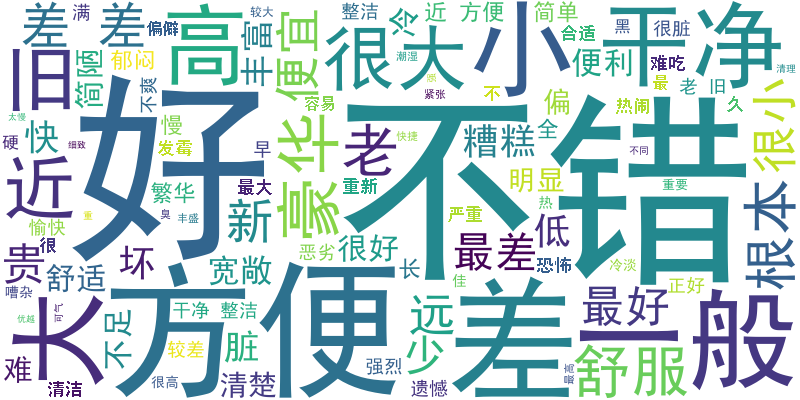 差
满
差
偏僻
高
较大
整洁
冷
近
方便
简单
黑
很脏
干净
旧
简陋
郁闷
不爽
丰富
便宜
很大
潮湿
小
合适
便利
难吃
清理
最
老
旧
太慢
硬
快
慢
发霉
细致
好
早
容易
紧张
不
偏
热闹
久
很小
近
繁华
最大
豪华
重新
老
快捷
不错
糟糕
全
明显
不同
重要
根本
愉快
很
新
臭
丰盛
恶劣
很好
严重
最差
低
热
恐怖
冷淡
贵
舒适
坏
宽敞
长
佳
正好
嘈杂
大
可气
优越
不足
方便
干净
整洁
脏
较差
远
少
差
最好
一般
难
清洁
很高
清楚
强烈
遗憾
最高
舒服